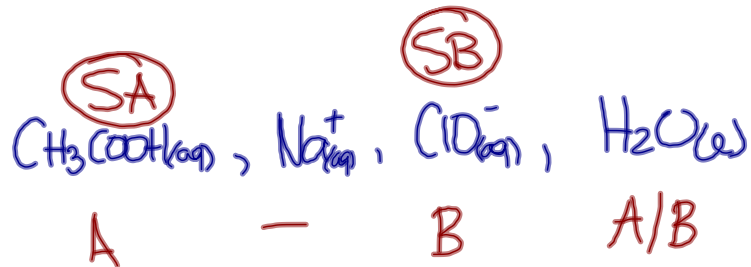 SA SB
CH₃COOH(aq), Na⁺(aq), ClO⁻(aq), H₂O(l)
A — B A/B